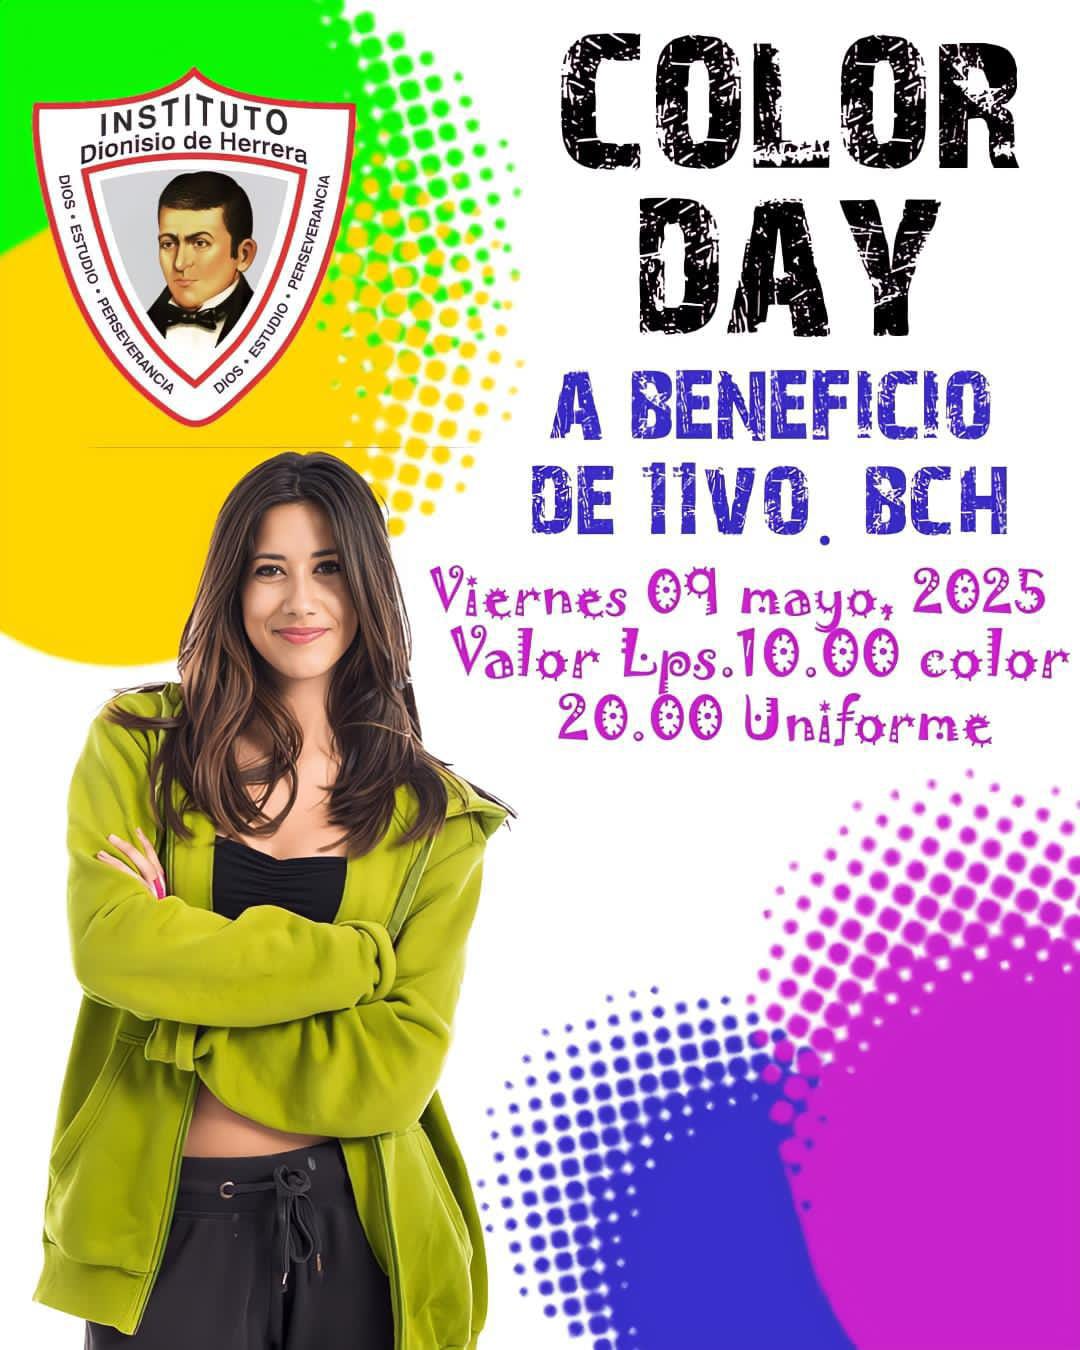 INSTITUTO
Dionisio de Herrera
DIOS • ESTUDIO • PERSEVERANCIA
DIOS • ESTUDIO • PERSEVERANCIA
COLOR
DAY
A BENEFICIO
DE 11VO. BCH
Viernes 09 mayo, 2025
Valor Lps.10.00 color
20.00 Uniforme